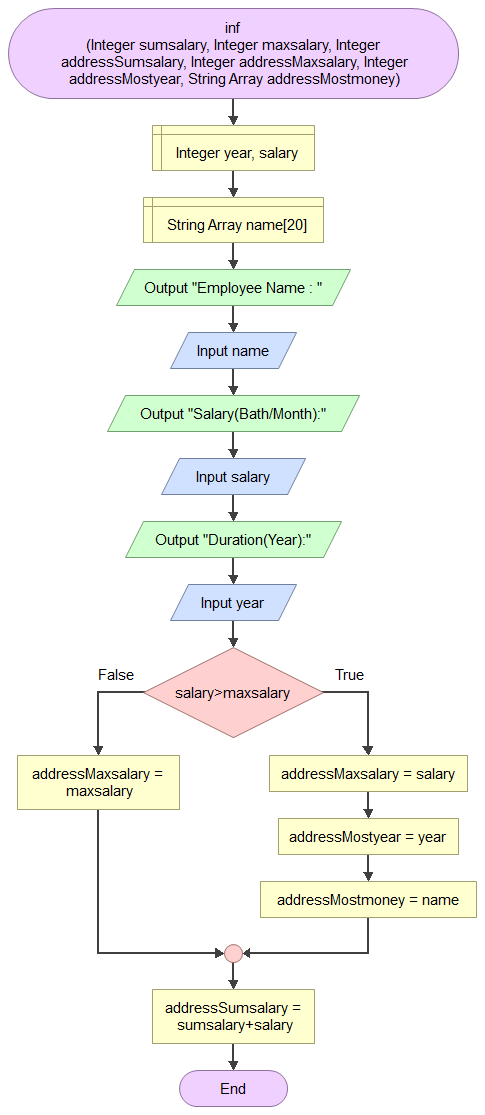 inf
(Integer sumsalary, Integer maxsalary, Integer
addressSumsalary, Integer addressMaxsalary, Integer
addressMostyear, String Array addressMostmoney)
Integer year, salary
String Array name[20]
Output "Employee Name : "
Input name
Output "Salary(Bath/Month):"
Input salary
Output "Duration(Year):"
Input year
False
salary>maxsalary
True
addressMaxsalary =
maxsalary
addressMaxsalary = salary
addressMostyear = year
addressMostmoney = name
addressSumsalary =
sumsalary+salary
End